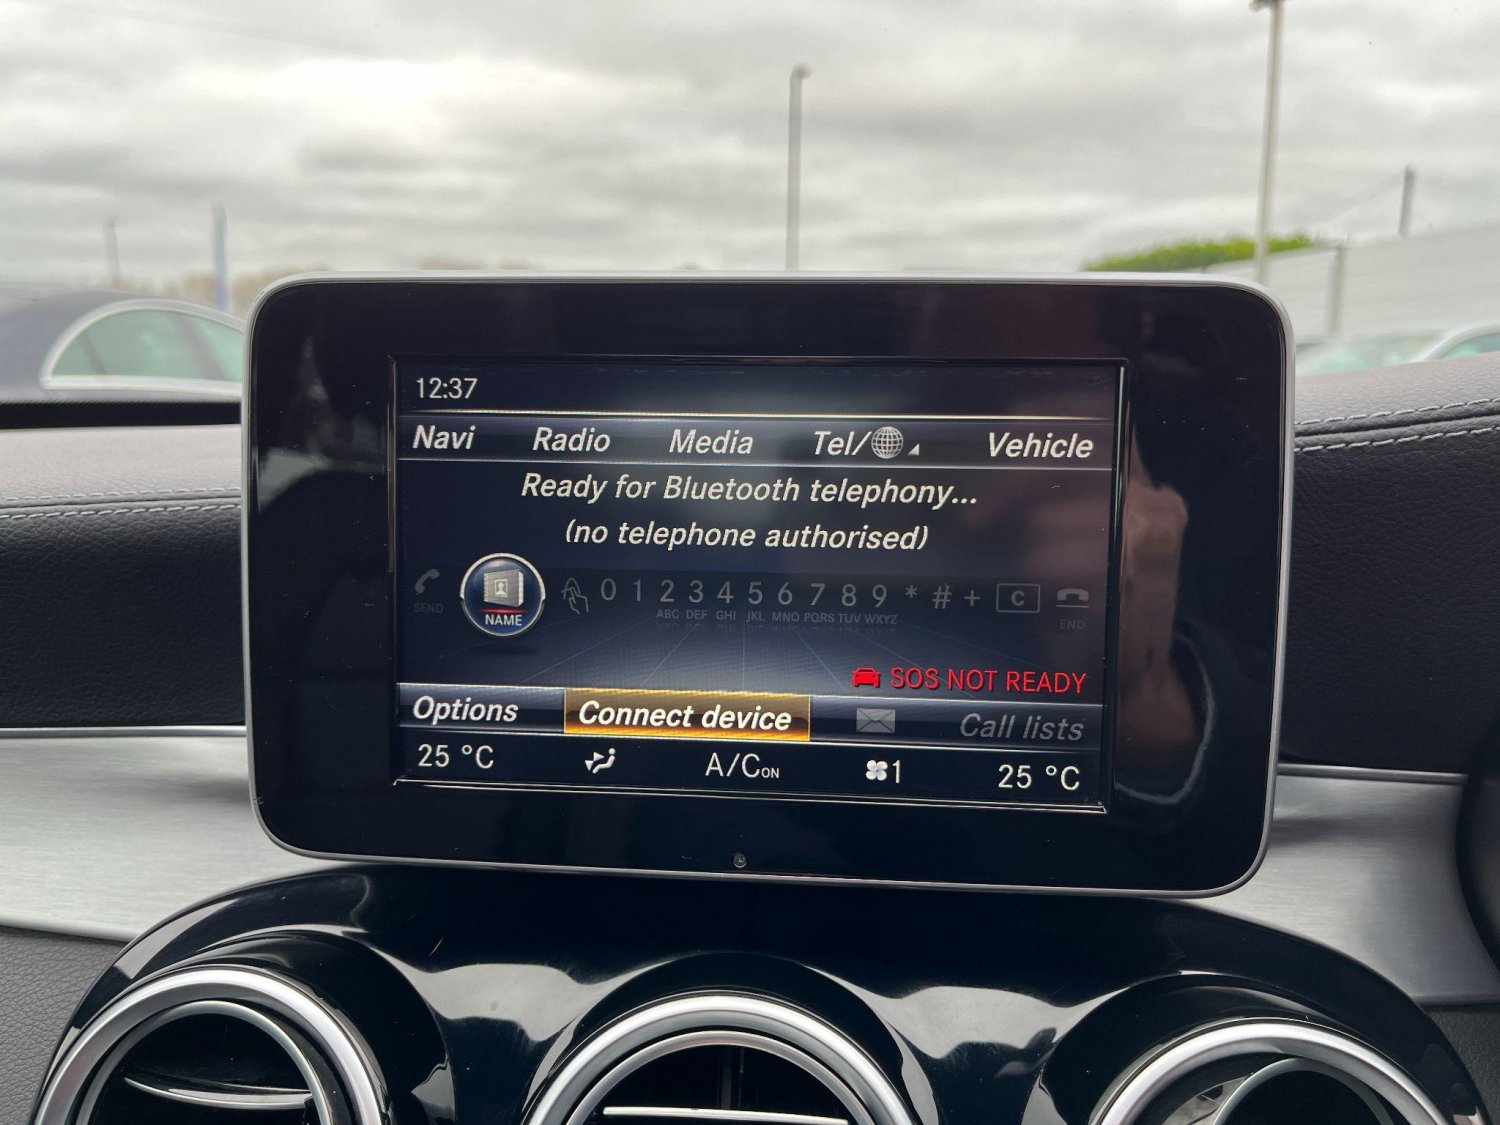 12:37
Navi Radio Media Tel/ Vehicle
Ready for Bluetooth telephony...
(no telephone authorised)
SEND NAME 0 1 2 3 4 5 6 7 8 9 * # + C END
ABC DEF GHI JKL MNO PQRS TUV WXYZ
SOS NOT READY
Options Connect device Call lists
25 °C A/C ON 1 25 °C